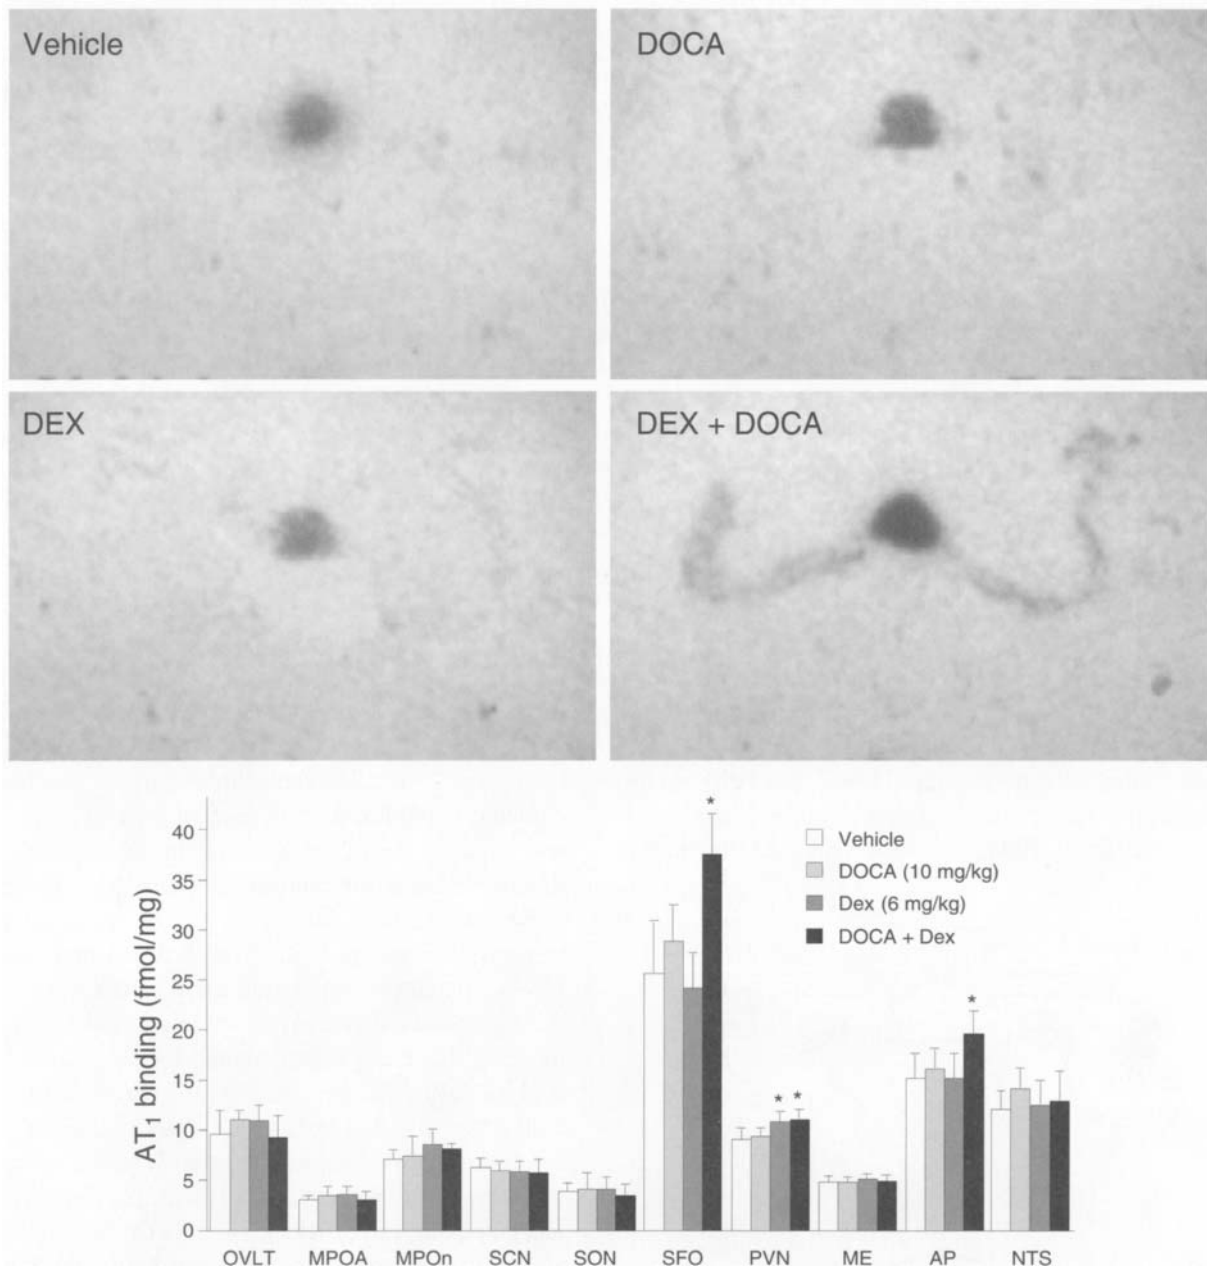 Vehicle
DOCA
DEX
DEX + DOCA
AT1 binding (fmol/mg)
40
35
30
25
20
15
10
5
0
*
* *
*
Vehicle
DOCA (10 mg/kg)
Dex (6 mg/kg)
DOCA + Dex
OVLT MPOA MPOn SCN SON SFO PVN ME AP NTS